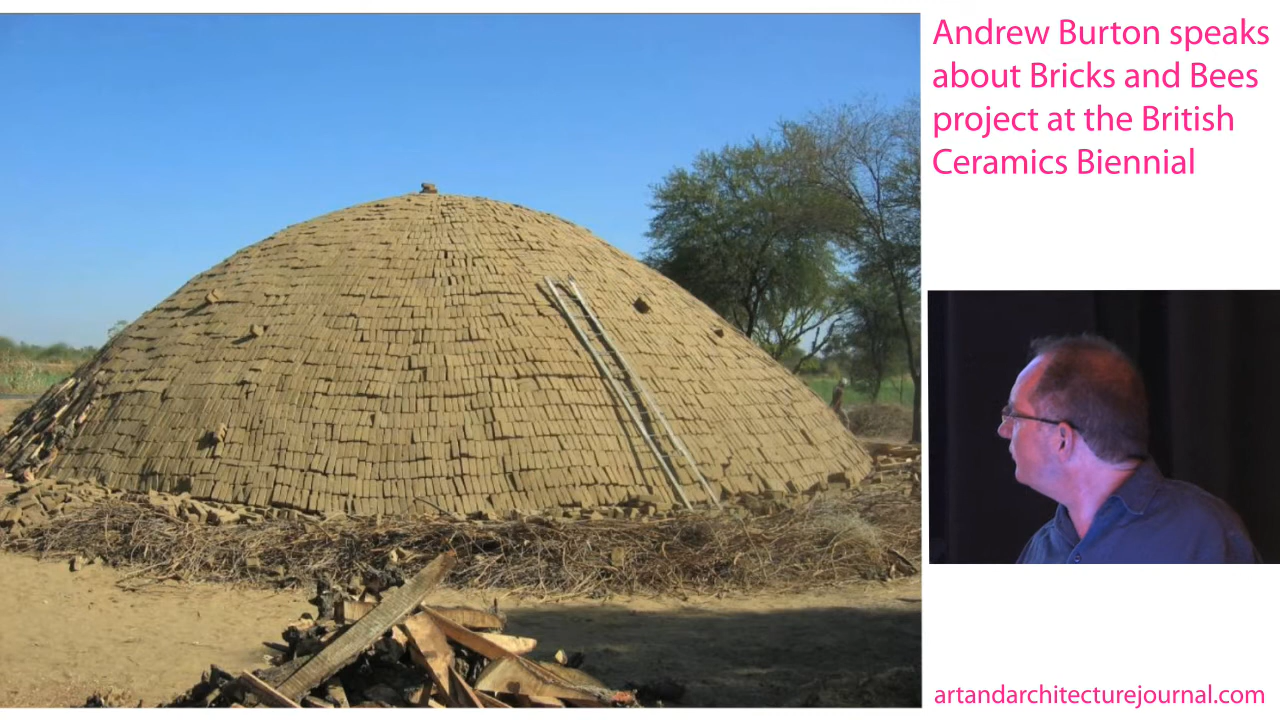 Andrew Burton speaks
about Bricks and Bees
project at the British
Ceramics Biennial
artandarchitecturejournal.com